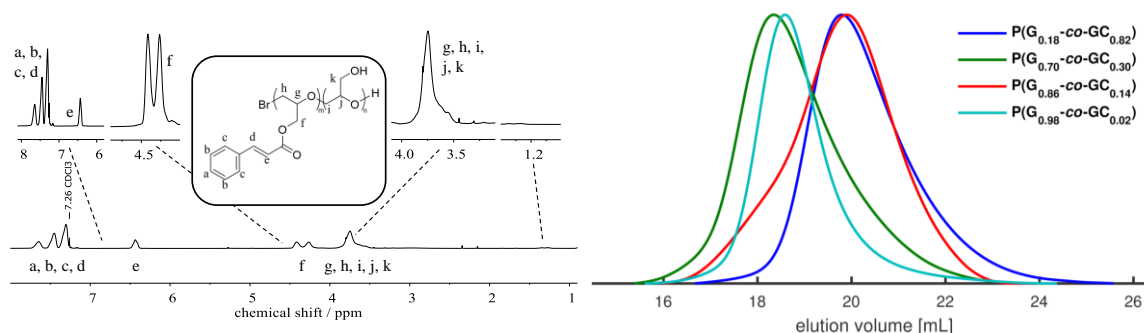 a, b,
c, d
e
f
g, h, i,
j, k
8 7 6 4.5 4.0 3.5 1.2
k OH
h g O m i j O n H
Br
O
f
c d O
b e
a c
b
7.26 CDCl3
a, b, c, d e f g, h, i, j, k
7 6 5 4 3 2 1
chemical shift / ppm
P(G0.18-co-GC0.82)
P(G0.70-co-GC0.30)
P(G0.86-co-GC0.14)
P(G0.98-co-GC0.02)
16 18 20 22 24 26
elution volume [mL]